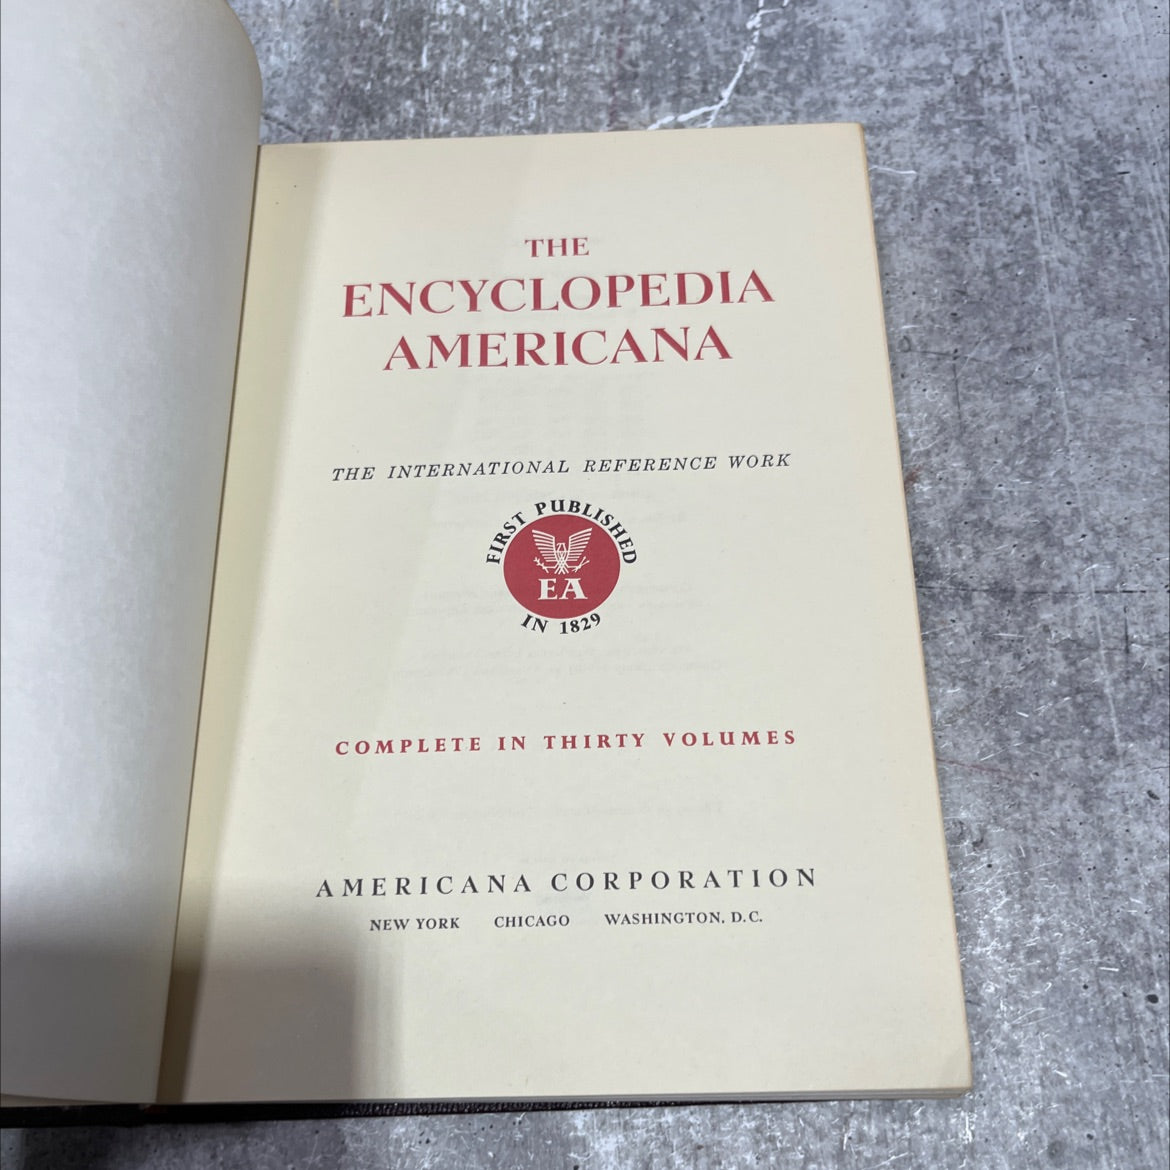 THE
ENCYCLOPEDIA
AMERICANA
THE INTERNATIONAL REFERENCE WORK
FIRST PUBLISHED
EA
IN 1829
COMPLETE IN THIRTY VOLUMES
AMERICANA CORPORATION
NEW YORK CHICAGO WASHINGTON, D.C.